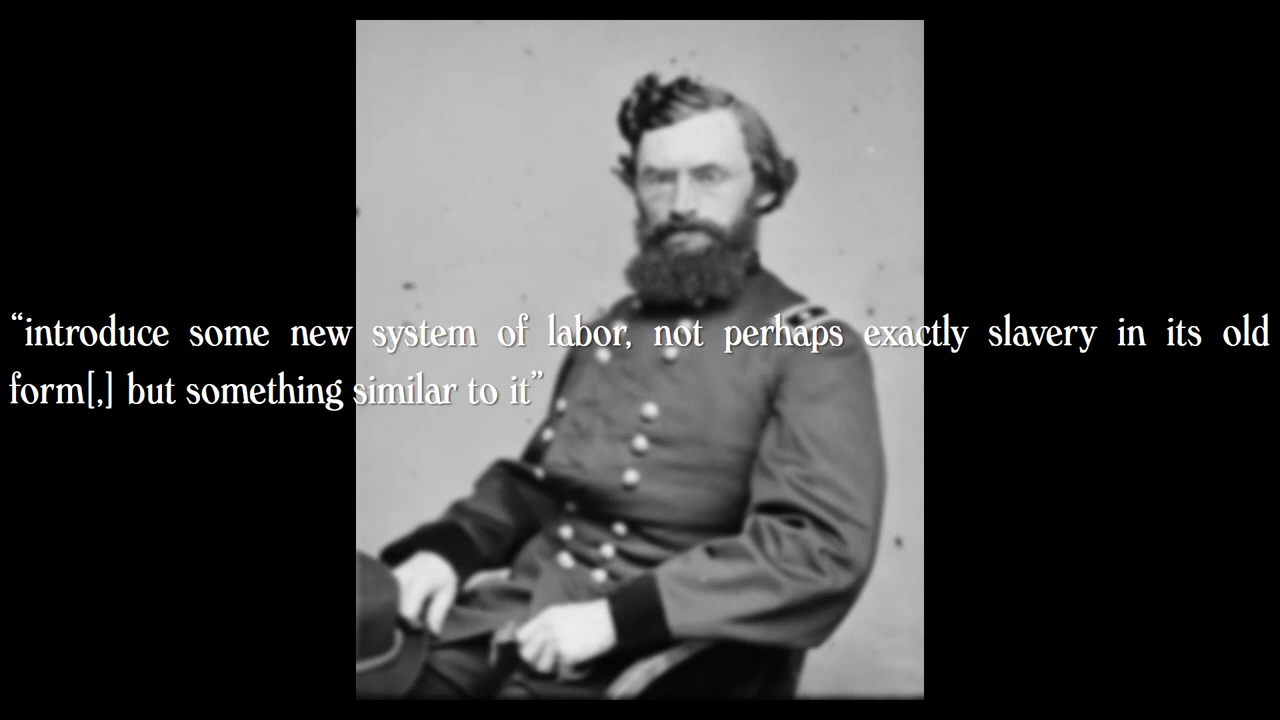 “introduce some new system of labor, not perhaps exactly slavery in its old
form[,] but something similar to it”